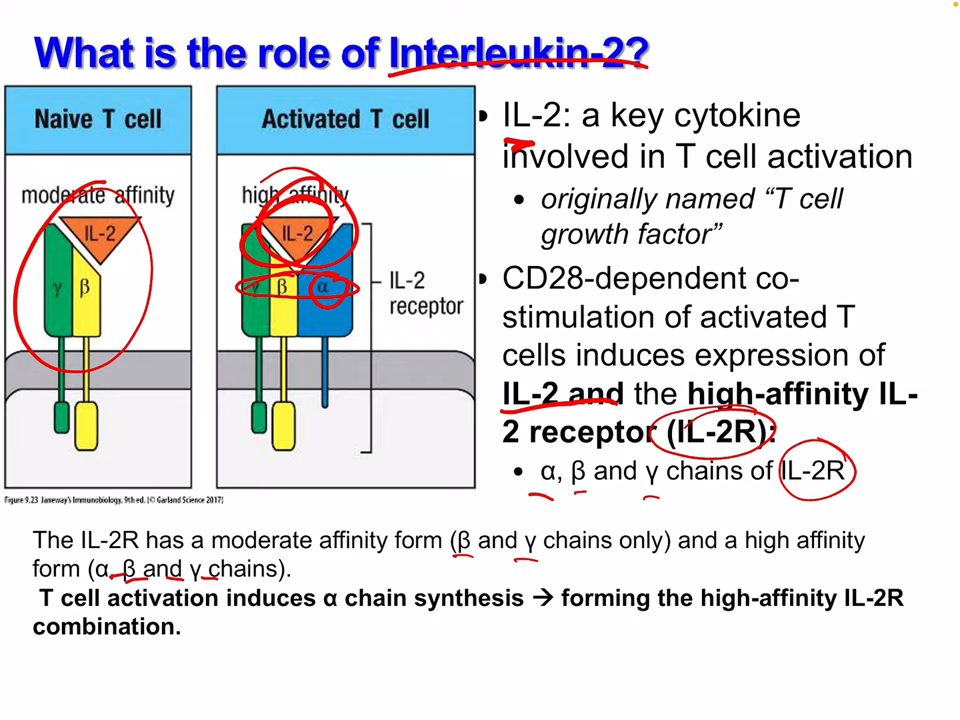 What is the role of Interleukin-2?
Naive T cell
Activated T cell
moderate affinity
high affinity
IL-2
IL-2
γ β
γ β α
IL-2
receptor
Figure 9.23 Janeway's Immunobiology, 9th ed. (© Garland Science 2017)
• IL-2: a key cytokine
involved in T cell activation
• originally named “T cell
growth factor”
• CD28-dependent co-
stimulation of activated T
cells induces expression of
IL-2 and the high-affinity IL-
2 receptor (IL-2R):
• α, β and γ chains of IL-2R
The IL-2R has a moderate affinity form (β and γ chains only) and a high affinity
form (α, β and γ chains).
T cell activation induces α chain synthesis → forming the high-affinity IL-2R
combination.